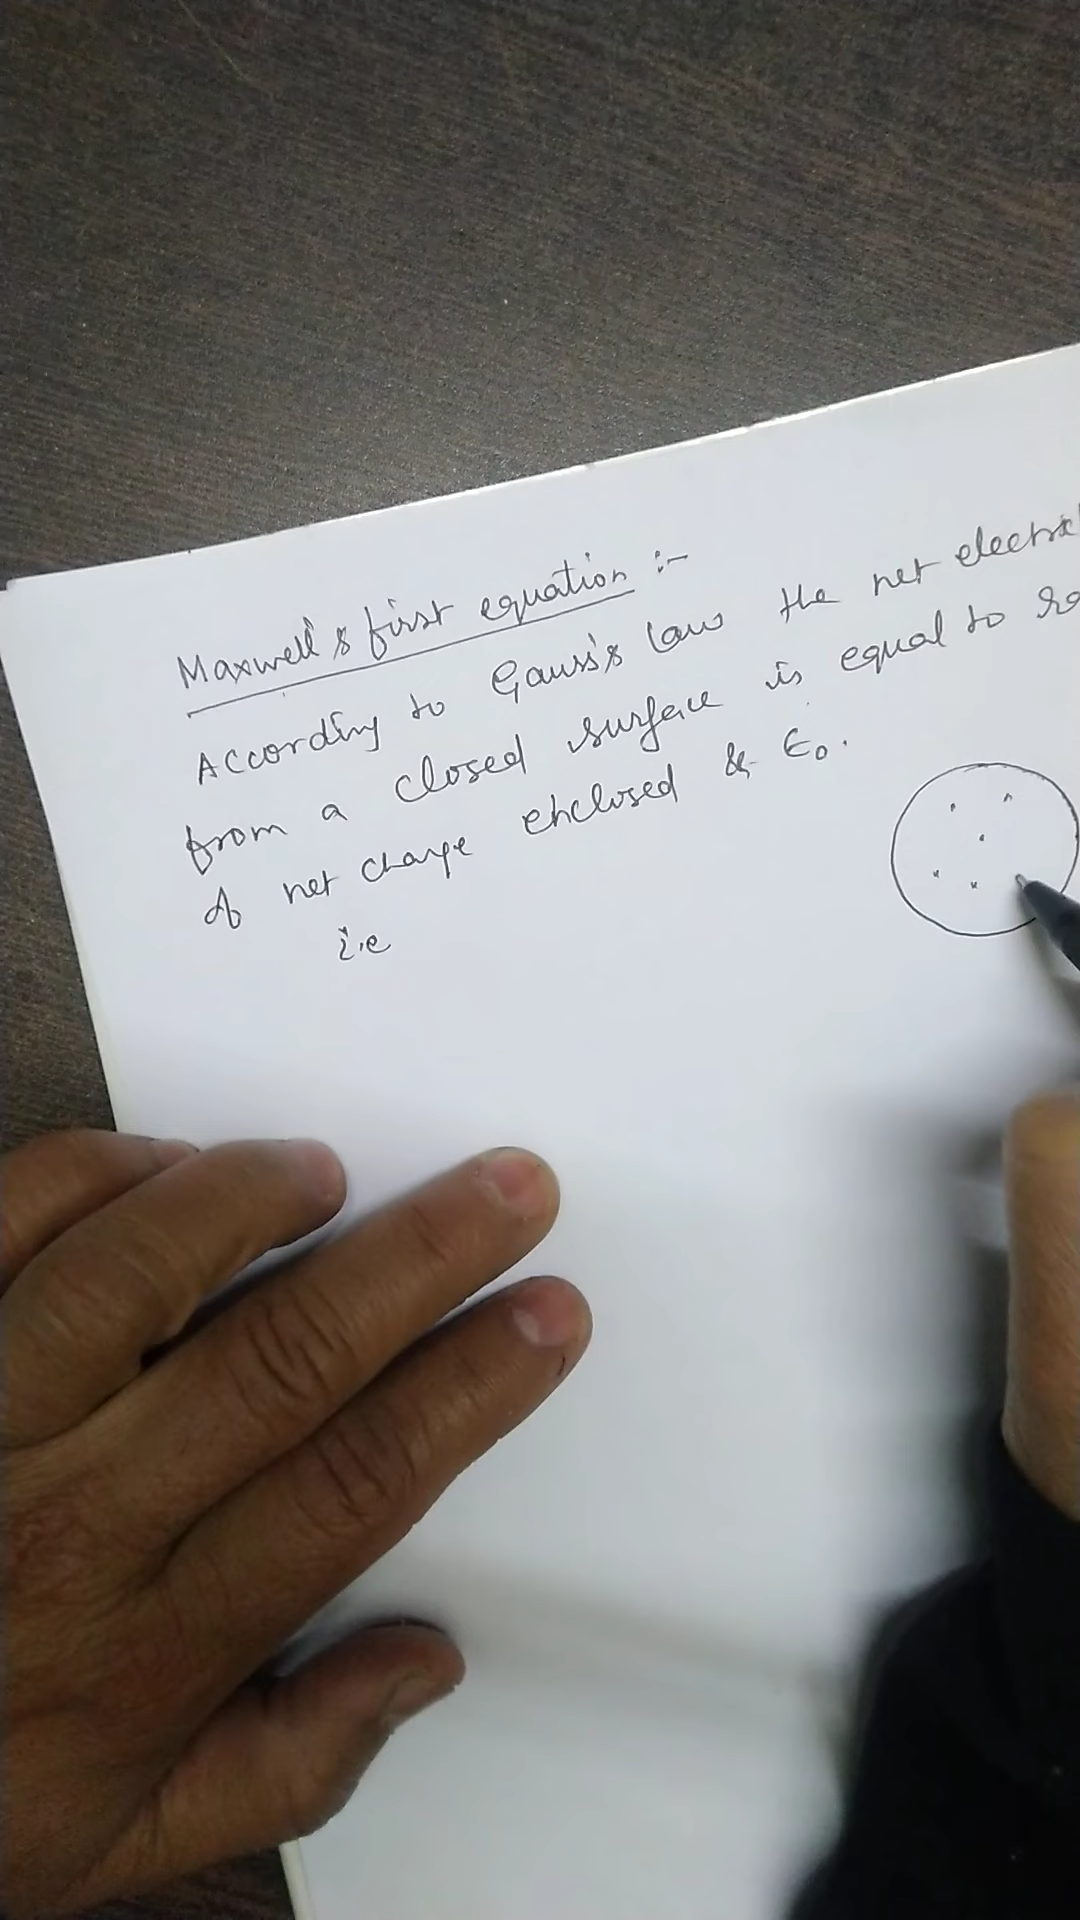 Maxwell's first equation :-
According to Gauss's law the net electric
from a closed surface is equal to
of net charge enclosed & ε₀.
i.e